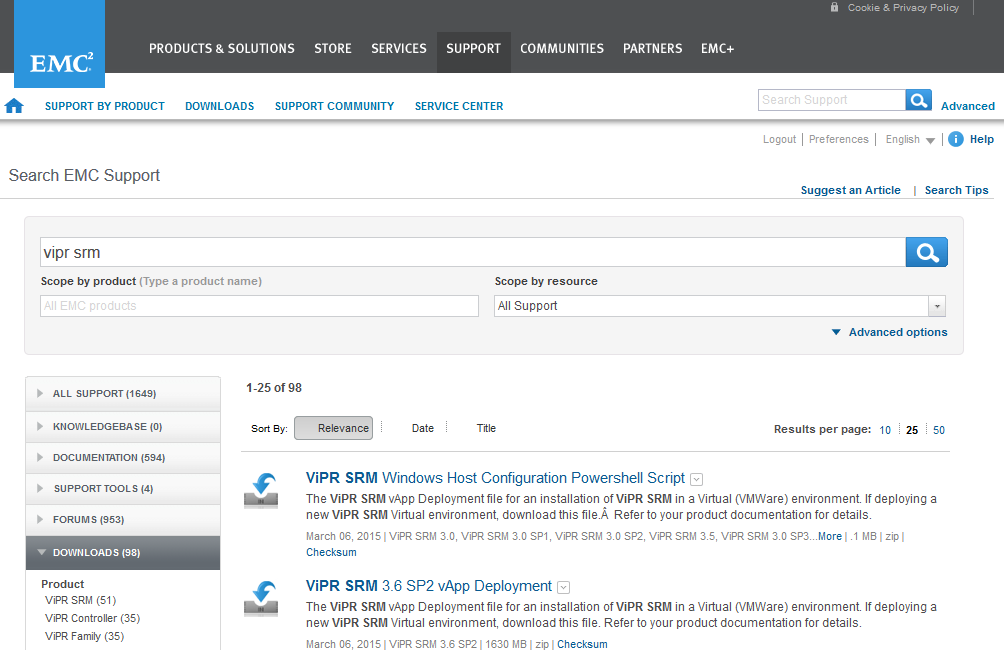 Cookie & Privacy Policy
EMC²
PRODUCTS & SOLUTIONS STORE SERVICES SUPPORT COMMUNITIES PARTNERS EMC+
SUPPORT BY PRODUCT DOWNLOADS SUPPORT COMMUNITY SERVICE CENTER
Search Support Advanced
Logout | Preferences | English | i Help
Search EMC Support
Suggest an Article | Search Tips
vipr srm
Scope by product (Type a product name) Scope by resource
All EMC products All Support
Advanced options
ALL SUPPORT (1649)
KNOWLEDGEBASE (0)
DOCUMENTATION (594)
SUPPORT TOOLS (4)
FORUMS (953)
DOWNLOADS (98)
Product
ViPR SRM (51)
ViPR Controller (35)
ViPR Family (35)
1-25 of 98
Sort By: Relevance Date Title
Results per page: 10 25 50
ViPR SRM Windows Host Configuration Powershell Script
The ViPR SRM vApp Deployment file for an installation of ViPR SRM in a Virtual (VMWare) environment. If deploying a
new ViPR SRM Virtual environment, download this file.Â Refer to your product documentation for details.
March 06, 2015 | ViPR SRM 3.0, ViPR SRM 3.0 SP1, ViPR SRM 3.0 SP2, ViPR SRM 3.5, ViPR SRM 3.0 SP3...More | .1 MB | zip |
Checksum
ViPR SRM 3.6 SP2 vApp Deployment
The ViPR SRM vApp Deployment file for an installation of ViPR SRM in a Virtual (VMWare) environment. If deploying a
new ViPR SRM Virtual environment, download this file. Refer to your product documentation for details.
March 06, 2015 | ViPR SRM 3.6 SP2 | 1630 MB | zip | Checksum